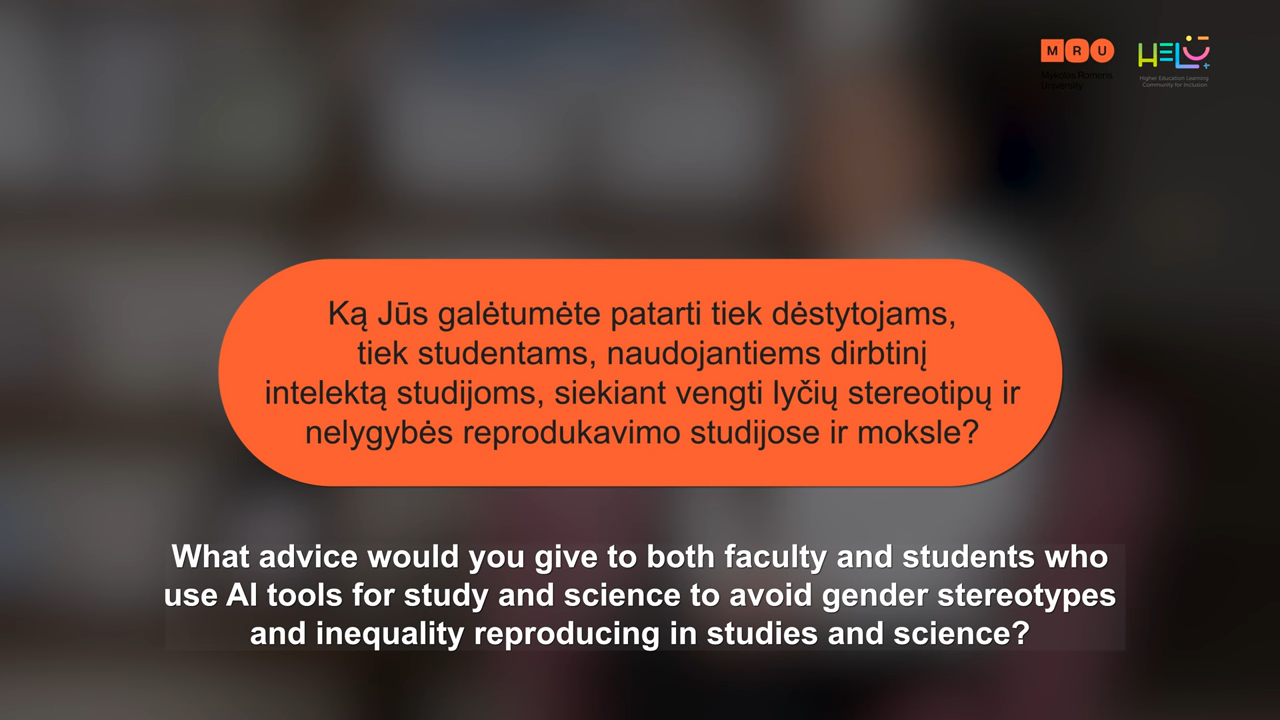 MRU
Mykolas Romeris
University
HELC
Higher Education Learning
Community for Inclusion
Ką Jūs galėtumėte patarti tiek dėstytojams,
tiek studentams, naudojantiems dirbtinį
intelektą studijoms, siekiant vengti lyčių stereotipų ir
nelygybės reprodukavimo studijose ir moksle?
What advice would you give to both faculty and students who
use AI tools for study and science to avoid gender stereotypes
and inequality reproducing in studies and science?